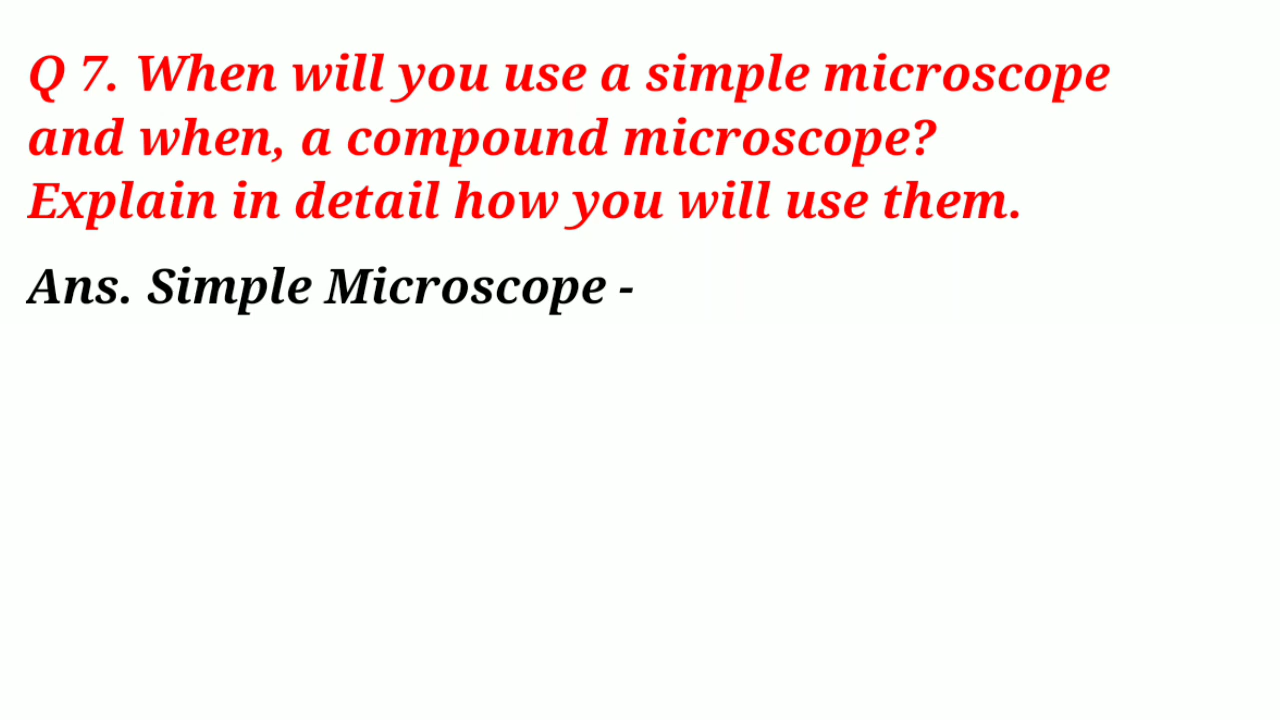 Q 7. When will you use a simple microscope
and when, a compound microscope?
Explain in detail how you will use them.
Ans. Simple Microscope -